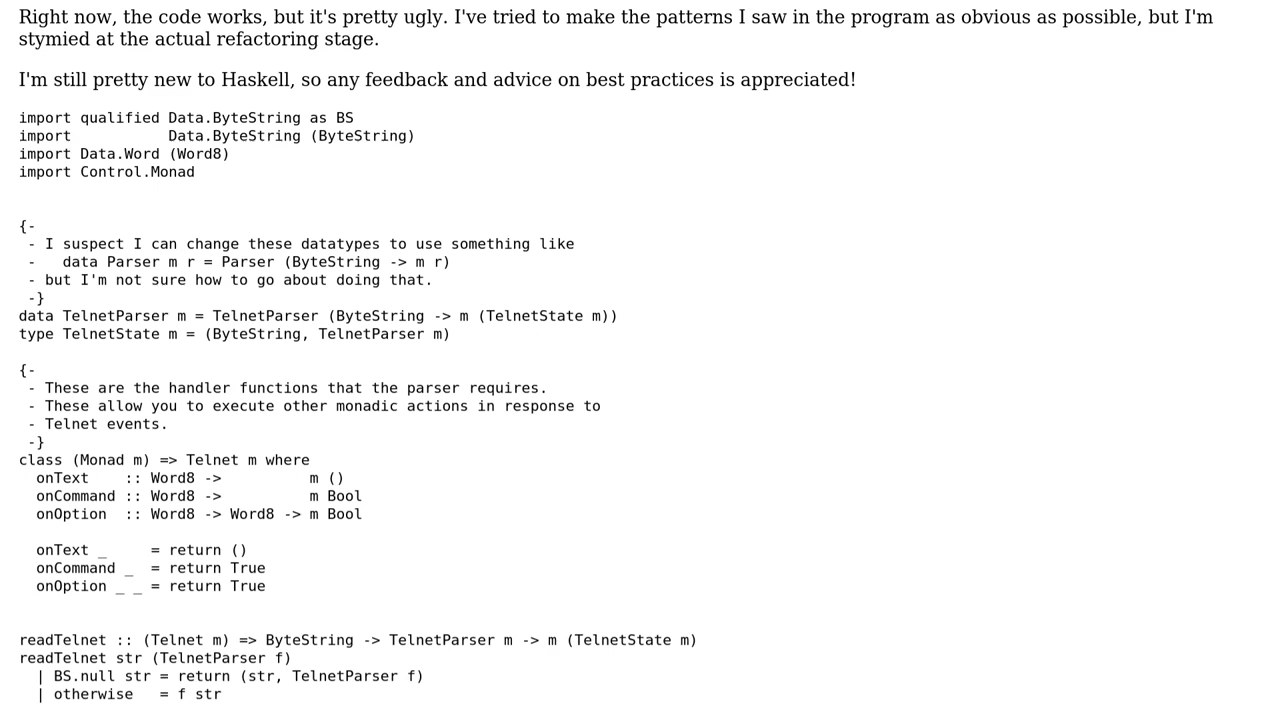 Right now, the code works, but it's pretty ugly. I've tried to make the patterns I saw in the program as obvious as possible, but I'm
stymied at the actual refactoring stage.
I'm still pretty new to Haskell, so any feedback and advice on best practices is appreciated!
import qualified Data.ByteString as BS
import           Data.ByteString (ByteString)
import Data.Word (Word8)
import Control.Monad
{-
 - I suspect I can change these datatypes to use something like
 -   data Parser m r = Parser (ByteString -> m r)
 - but I'm not sure how to go about doing that.
 -}
data TelnetParser m = TelnetParser (ByteString -> m (TelnetState m))
type TelnetState m = (ByteString, TelnetParser m)
{-
 - These are the handler functions that the parser requires.
 - These allow you to execute other monadic actions in response to
 - Telnet events.
 -}
class (Monad m) => Telnet m where
  onText    :: Word8 ->          m ()
  onCommand :: Word8 ->          m Bool
  onOption  :: Word8 -> Word8 -> m Bool
  onText _     = return ()
  onCommand _  = return True
  onOption _ _ = return True
readTelnet :: (Telnet m) => ByteString -> TelnetParser m -> m (TelnetState m)
readTelnet str (TelnetParser f)
  | BS.null str = return (str, TelnetParser f)
  | otherwise   = f str